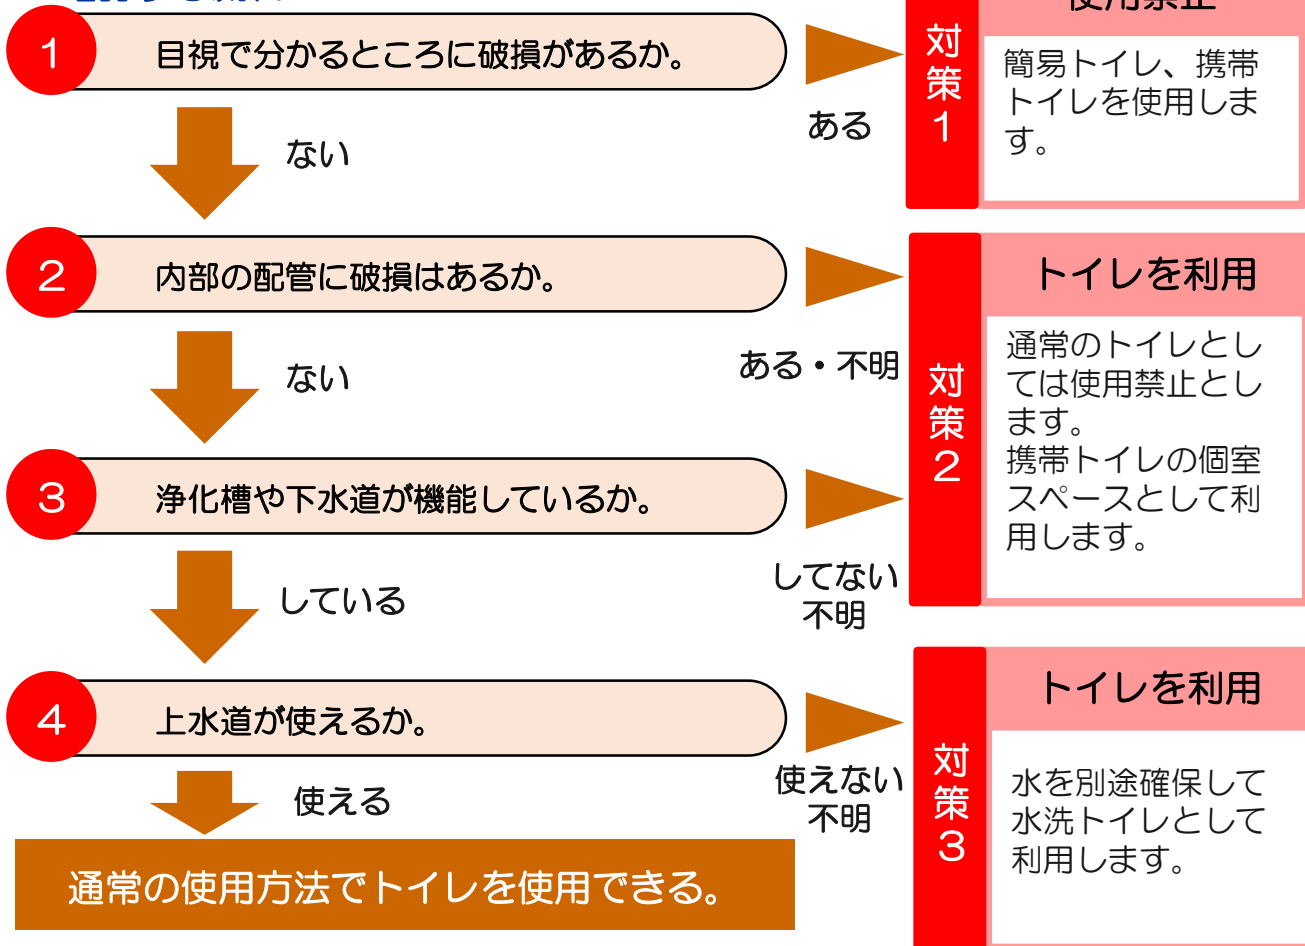 使用禁止
1
目視で分かるところに破損があるか。
ある
対策1
簡易トイレ、携帯
トイレを使用しま
す。
ない
2
内部の配管に破損はあるか。
ある・不明
対策2
トイレを利用
通常のトイレとし
ては使用禁止とし
ます。
携帯トイレの個室
スペースとして利
用します。
ない
3
浄化槽や下水道が機能しているか。
してない
不明
している
4
上水道が使えるか。
使えない
不明
対策3
トイレを利用
水を別途確保して
水洗トイレとして
利用します。
使える
通常の使用方法でトイレを使用できる。